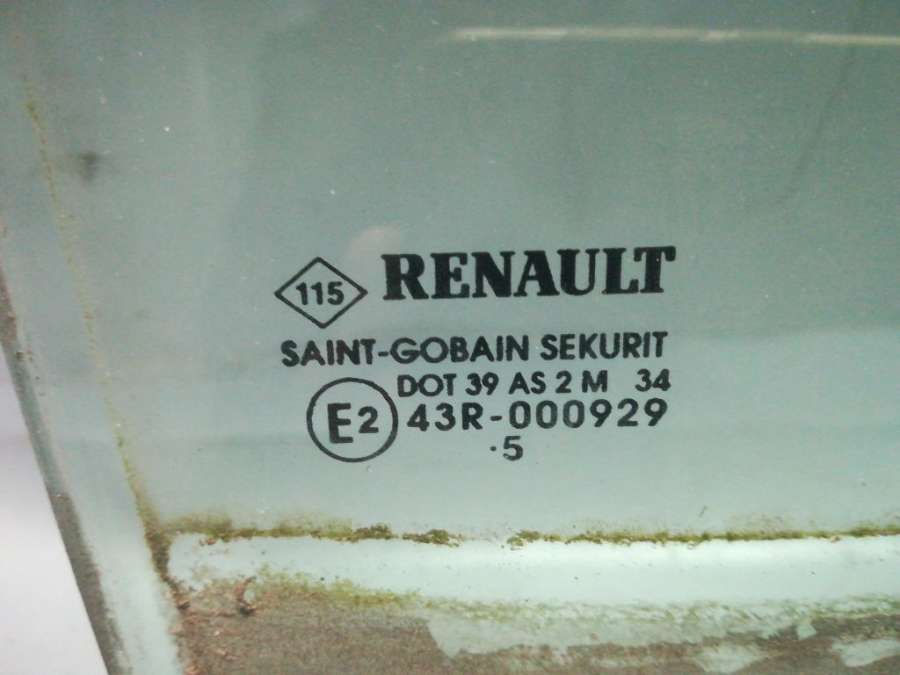 115 RENAULT
SAINT-GOBAIN SEKURIT
DOT 39 AS 2 M 34
E2 43R-000929
.5